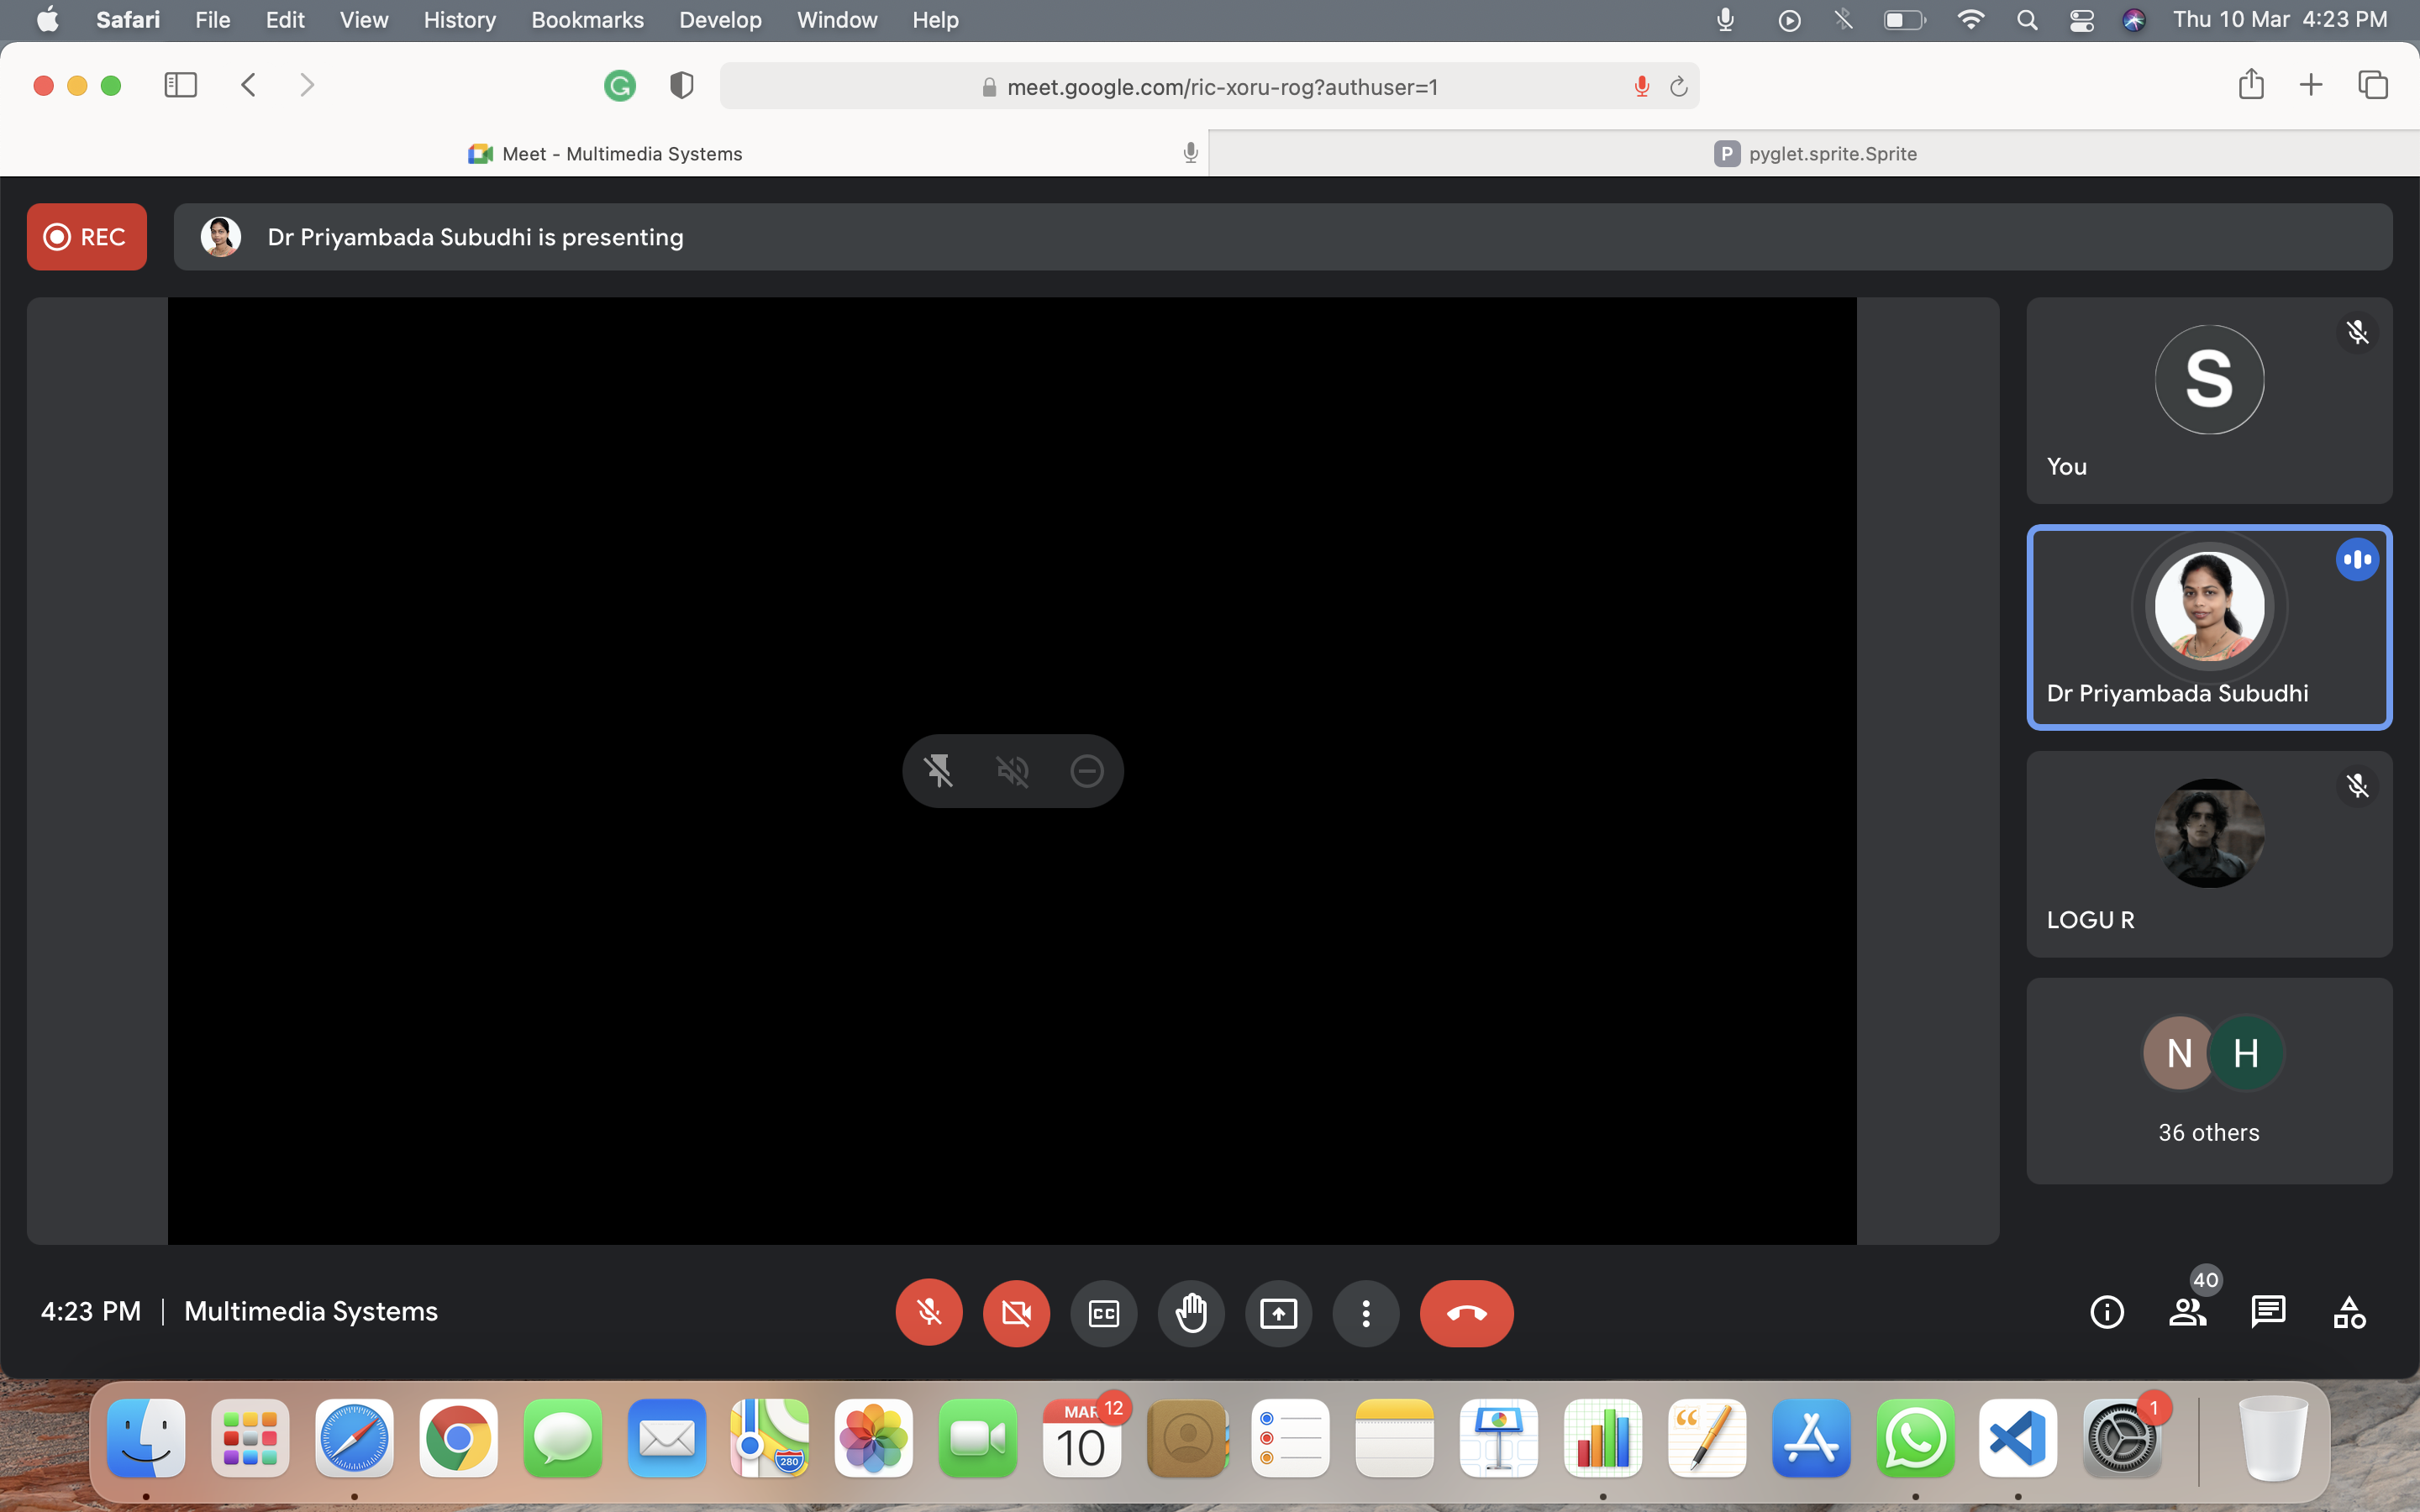 Safari File Edit View History Bookmarks Develop Window Help Thu 10 Mar 4:23 PM
meet.google.com/ric-xoru-rog?authuser=1
Meet - Multimedia Systems
P pyglet.sprite.Sprite
REC Dr Priyambada Subudhi is presenting
S
You
Dr Priyambada Subudhi
LOGU R
N H
36 others
4:23 PM | Multimedia Systems
CC
40
MAR 12
10
280
1